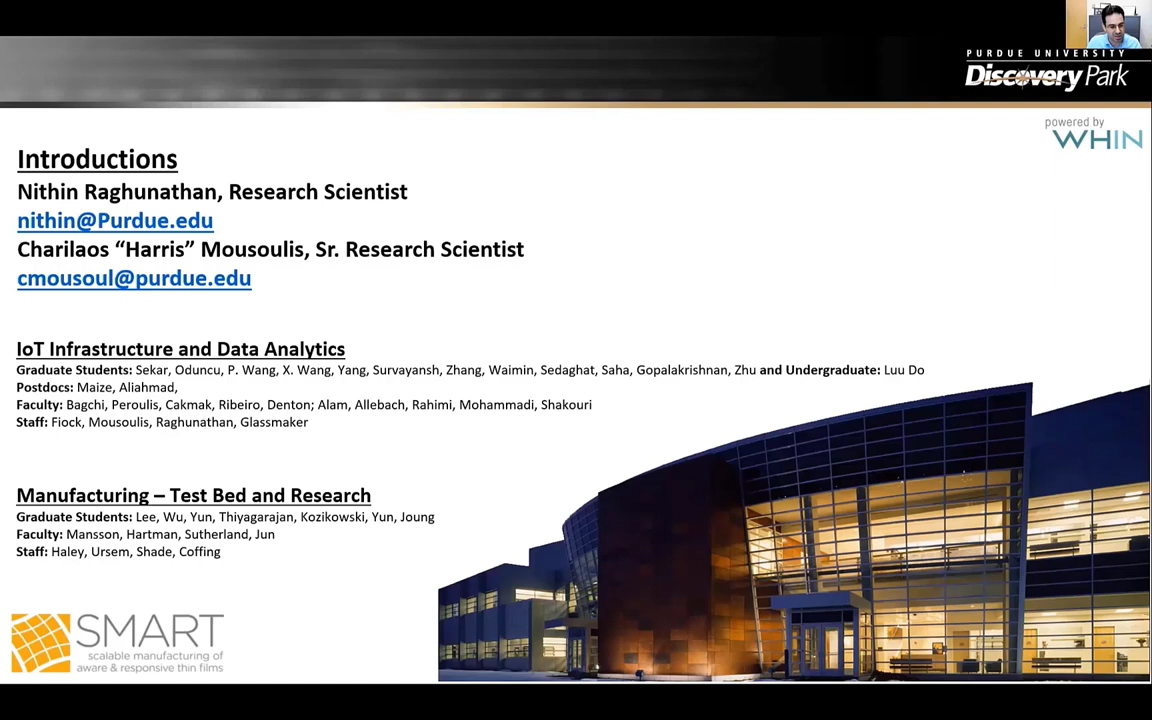 PURDUE UNIVERSITY
Discovery Park
powered by
WHIN
Introductions
Nithin Raghunathan, Research Scientist
nithin@Purdue.edu
Charilaos “Harris” Mousoulis, Sr. Research Scientist
cmousoul@purdue.edu
IoT Infrastructure and Data Analytics
Graduate Students: Sekar, Oduncu, P. Wang, X. Wang, Yang, Survayansh, Zhang, Waimin, Sedaghat, Saha, Gopalakrishnan, Zhu and Undergraduate: Luu Do
Postdocs: Maize, Aliahmad,
Faculty: Bagchi, Peroulis, Cakmak, Ribeiro, Denton; Alam, Allebach, Rahimi, Mohammadi, Shakouri
Staff: Fiock, Mousoulis, Raghunathan, Glassmaker
Manufacturing – Test Bed and Research
Graduate Students: Lee, Wu, Yun, Thiyagarajan, Kozikowski, Yun, Joung
Faculty: Mansson, Hartman, Sutherland, Jun
Staff: Haley, Ursem, Shade, Coffing
SMART
scalable manufacturing of
aware & responsive thin films